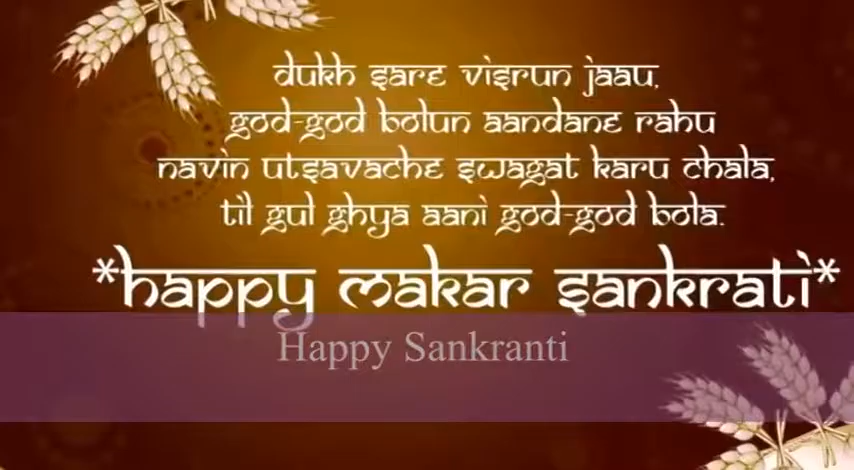 dukh sare visrun jaau,
god-god bolun aandane rahu
navin utsavache swagat karu chala,
til gul ghya aani god-god bola.
*happy makar sankrati*
Happy Sankranti